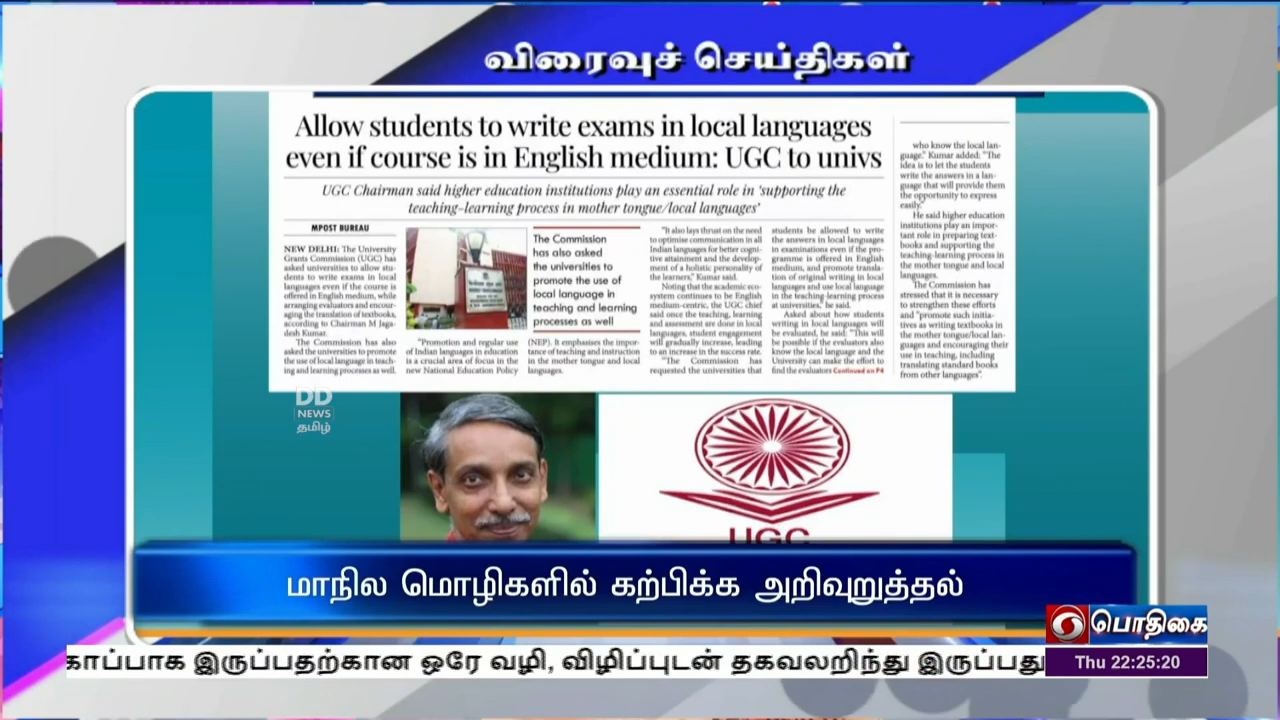 விரைவுச் செய்திகள்
Allow students to write exams in local languages
even if course is in English medium: UGC to univs
UGC Chairman said higher education institutions play an essential role in 'supporting the
teaching-learning process in mother tongue/local languages'
MPOST BUREAU
NEW DELHI: The University
Grants Commission (UGC) has
asked universities to allow stu-
dents to write exams in local
languages even if the course is
offered in English medium, while
arranging evaluators and encour-
aging the translation of textbooks,
according to Chairman M Jaga-
desh Kumar.
The Commission has also
asked the universities to promote
the use of local language in teach-
ing and learning processes as well.
The Commission
has also asked
the universities to
promote the use of
local language in
teaching and learning
processes as well
"Promotion and regular use
of Indian languages in education
is a crucial area of focus in the
new National Education Policy
(NEP). It emphasises the impor-
tance of teaching and instruction
in the mother tongue and local
languages.
"It also lays thrust on the need
to optimise communication in all
Indian languages for better cogni-
tive attainment and the develop-
ment of a holistic personality of
the learners," Kumar said.
Noting that the academic eco-
system continues to be English
medium-centric, the UGC chief
said once the teaching, learning
and assessment are done in local
languages, student engagement
will gradually increase, leading
to an increase in the success rate.
"The Commission has
requested the universities that
students be allowed to write
the answers in local languages
in examinations even if the pro-
gramme is offered in English
medium, and promote transla-
tion of original writing in local
languages and use local language
in the teaching-learning process
at universities," he said.
Asked about how students
writing in local languages will
be evaluated, he said: "This will
be possible if the evaluators also
know the local language and the
University can make the effort to
find the evaluators Continued on P4
who know the local lan-
guage." Kumar added: "The
idea is to let the students
write the answers in a lan-
guage that will provide them
the opportunity to express
easily."
He said higher education
institutions play an impor-
tant role in preparing text-
books and supporting the
teaching-learning process in
the mother tongue and local
languages.
The Commission has
stressed that it is necessary
to strengthen these efforts
and "promote such initia-
tives as writing textbooks in
the mother tongue/local lan-
guages and encouraging their
use in teaching, including
translating standard books
from other languages".
DD
NEWS
தமிழ்
UGC
மாநில மொழிகளில் கற்பிக்க அறிவுறுத்தல்
பொதிகை
காப்பாக இருப்பதற்கான ஒரே வழி, விழிப்புடன் தகவலறிந்து இருப்பது
Thu 22:25:20